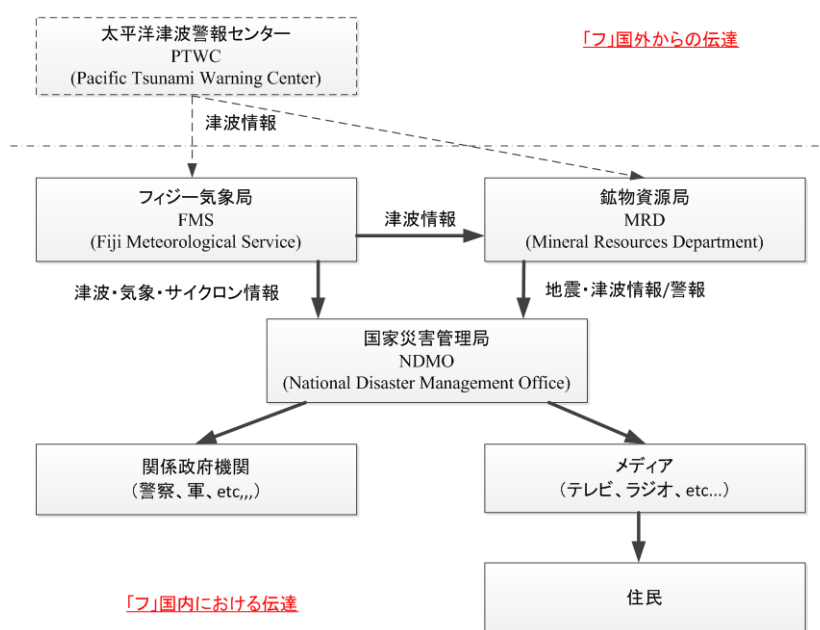 太平洋津波警報センター
PTWC
(Pacific Tsunami Warning Center)
「フ」国外からの伝達
津波情報
フィジー気象局
FMS
(Fiji Meteorological Service)
津波情報
鉱物資源局
MRD
(Mineral Resources Department)
津波・気象・サイクロン情報
地震・津波情報/警報
国家災害管理局
NDMO
(National Disaster Management Office)
関係政府機関
(警察、軍、etc,,,)
メディア
(テレビ、ラジオ、etc...)
「フ」国内における伝達
住民